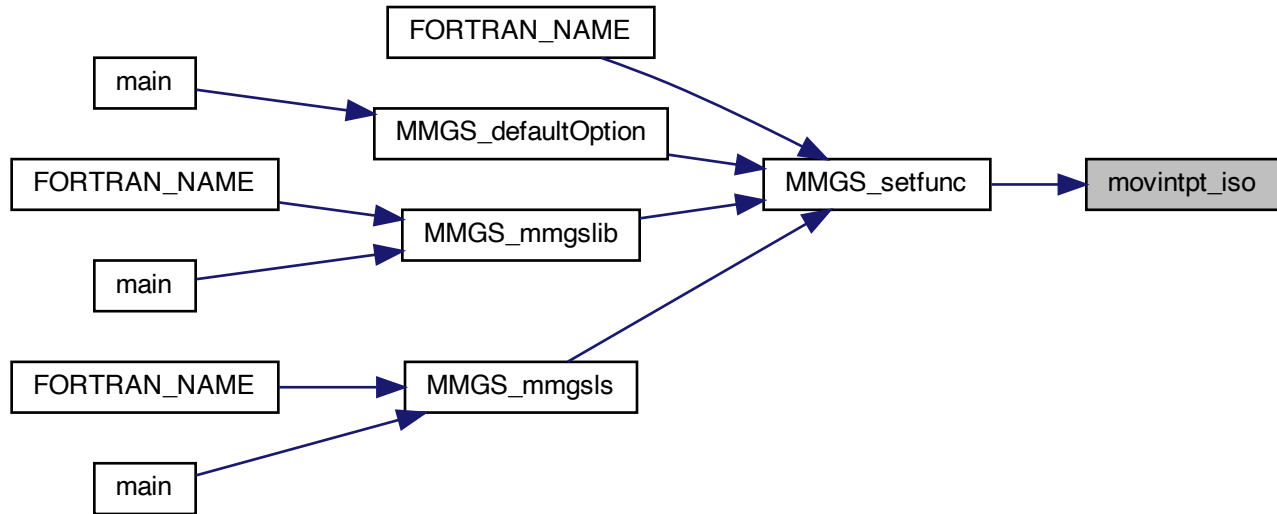 FORTRAN_NAME
main
MMGS_defaultOption
FORTRAN_NAME
MMGS_setfunc
movintpt_iso
MMGS_mmgslib
main
FORTRAN_NAME
MMGS_mmgsls
main